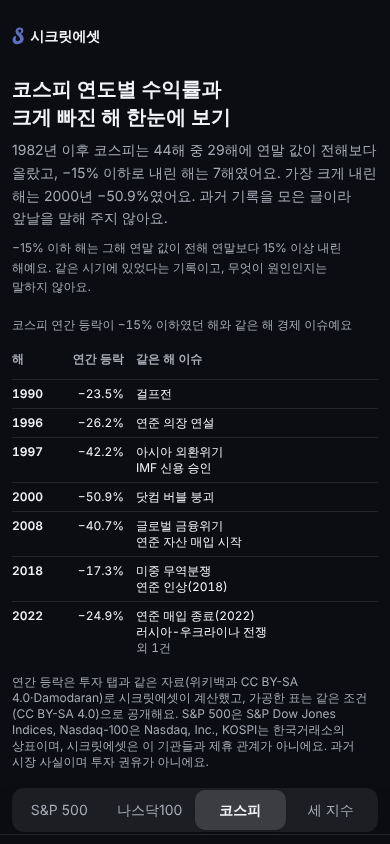 시크릿에셋
코스피 연도별 수익률과
크게 빠진 해 한눈에 보기
1982년 이후 코스피는 44해 중 29해에 연말 값이 전해보다
올랐고, −15% 이하로 내린 해는 7해였어요. 가장 크게 내린
해는 2000년 −50.9%였어요. 과거 기록을 모은 글이라
앞날을 말해 주지 않아요.
−15% 이하 해는 그해 연말 값이 전해 연말보다 15% 이상 내린
해예요. 같은 시기에 있었다는 기록이고, 무엇이 원인인지는
말하지 않아요.
코스피 연간 등락이 −15% 이하였던 해와 같은 해 경제 이슈예요
해 연간 등락 같은 해 이슈
1990 −23.5% 걸프전
1996 −26.2% 연준 의장 연설
1997 −42.2% 아시아 외환위기
IMF 신용 승인
2000 −50.9% 닷컴 버블 붕괴
2008 −40.7% 글로벌 금융위기
연준 자산 매입 시작
2018 −17.3% 미중 무역분쟁
연준 인상(2018)
2022 −24.9% 연준 매입 종료(2022)
러시아-우크라이나 전쟁
외 1건
연간 등락은 투자 탭과 같은 자료(위키백과 CC BY-SA
4.0·Damodaran)로 시크릿에셋이 계산했고, 가공한 표는 같은 조건
(CC BY-SA 4.0)으로 공개해요. S&P 500은 S&P Dow Jones
Indices, Nasdaq-100은 Nasdaq, Inc., KOSPI는 한국거래소의
상표이며, 시크릿에셋은 이 기관들과 제휴 관계가 아니에요. 과거
시장 사실이며 투자 권유가 아니에요.
S&P 500 나스닥100 코스피 세 지수